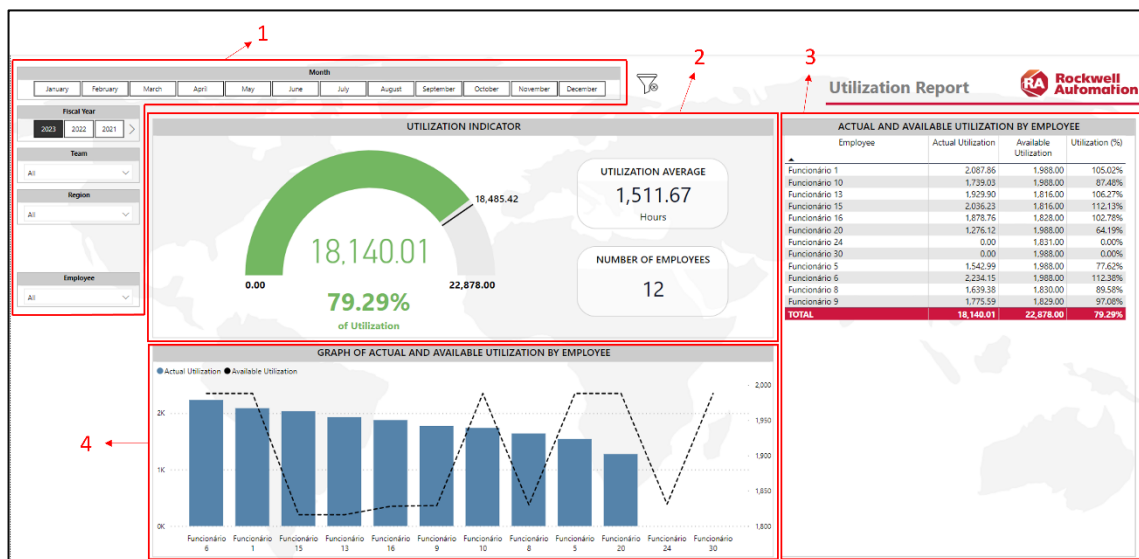 1
2
3
4
Month
January February March April May June July August September October November December
Utilization Report
Rockwell
Automation
RA
Fiscal Year
2023 2022 2021
Team
All
Region
All
Employee
All
UTILIZATION INDICATOR
18,485.42
18,140.01
0.00 22,878.00
79.29%
of Utilization
UTILIZATION AVERAGE
1,511.67
Hours
NUMBER OF EMPLOYEES
12
ACTUAL AND AVAILABLE UTILIZATION BY EMPLOYEE
Employee Actual Utilization Available Utilization Utilization (%)
Funcionário 1 2,087.86 1,988.00 105.02%
Funcionário 10 1,739.03 1,988.00 87.48%
Funcionário 13 1,929.90 1,816.00 106.27%
Funcionário 15 2,036.23 1,816.00 112.13%
Funcionário 16 1,878.76 1,828.00 102.78%
Funcionário 20 1,276.12 1,988.00 64.19%
Funcionário 24 0.00 1,831.00 0.00%
Funcionário 30 0.00 1,988.00 0.00%
Funcionário 5 1,542.99 1,988.00 77.62%
Funcionário 6 2,234.15 1,988.00 112.38%
Funcionário 8 1,639.38 1,830.00 89.58%
Funcionário 9 1,775.59 1,829.00 97.08%
TOTAL 18,140.01 22,878.00 79.29%
GRAPH OF ACTUAL AND AVAILABLE UTILIZATION BY EMPLOYEE
Actual Utilization Available Utilization
2K
1K
0K
2,000
1,950
1,900
1,850
1,800
Funcionário 6
Funcionário 1
Funcionário 15
Funcionário 13
Funcionário 16
Funcionário 9
Funcionário 10
Funcionário 8
Funcionário 5
Funcionário 20
Funcionário 24
Funcionário 30